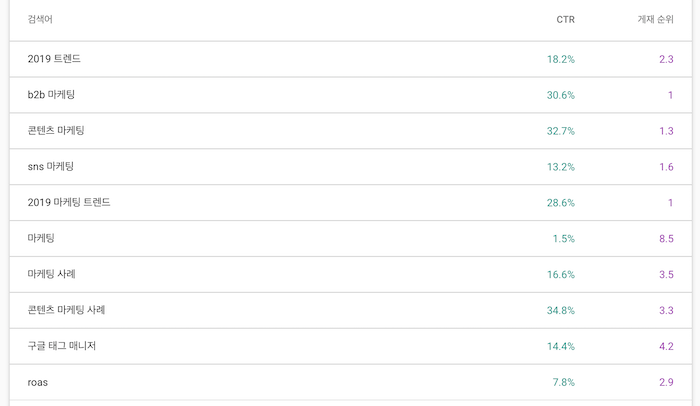 검색어 CTR 게재 순위
2019 트렌드 18.2% 2.3
b2b 마케팅 30.6% 1
콘텐츠 마케팅 32.7% 1.3
sns 마케팅 13.2% 1.6
2019 마케팅 트렌드 28.6% 1
마케팅 1.5% 8.5
마케팅 사례 16.6% 3.5
콘텐츠 마케팅 사례 34.8% 3.3
구글 태그 매니저 14.4% 4.2
roas 7.8% 2.9